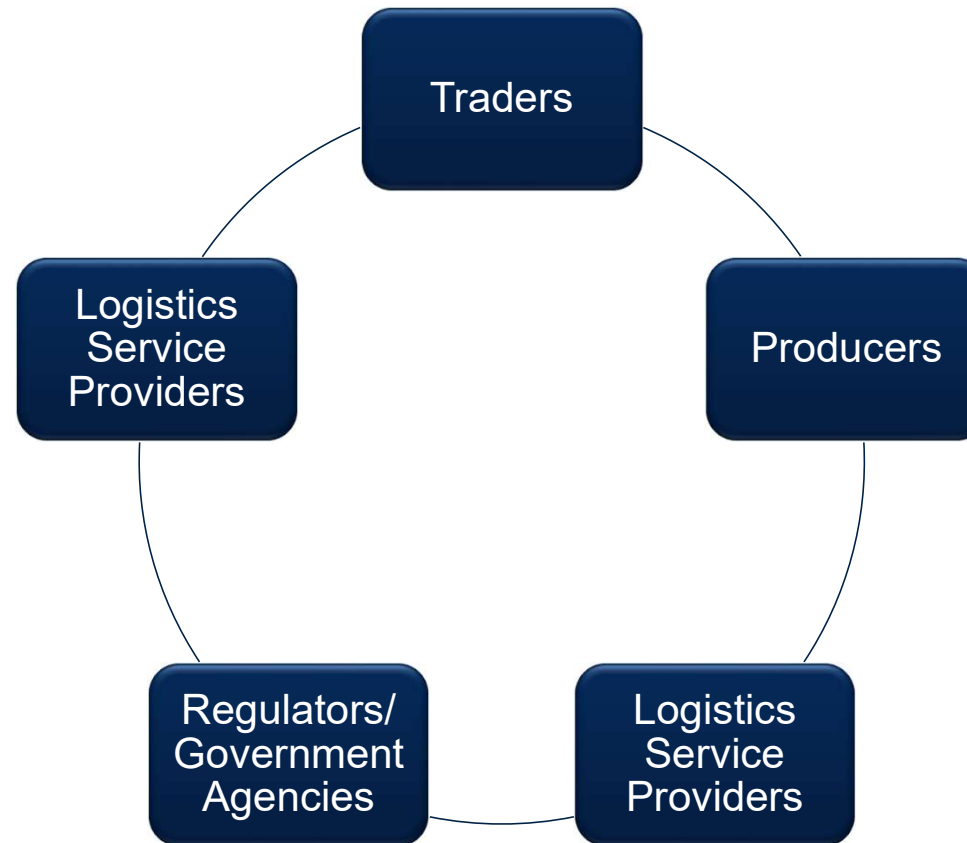 Traders
Logistics
Service
Providers
Producers
Regulators/
Government
Agencies
Logistics
Service
Providers